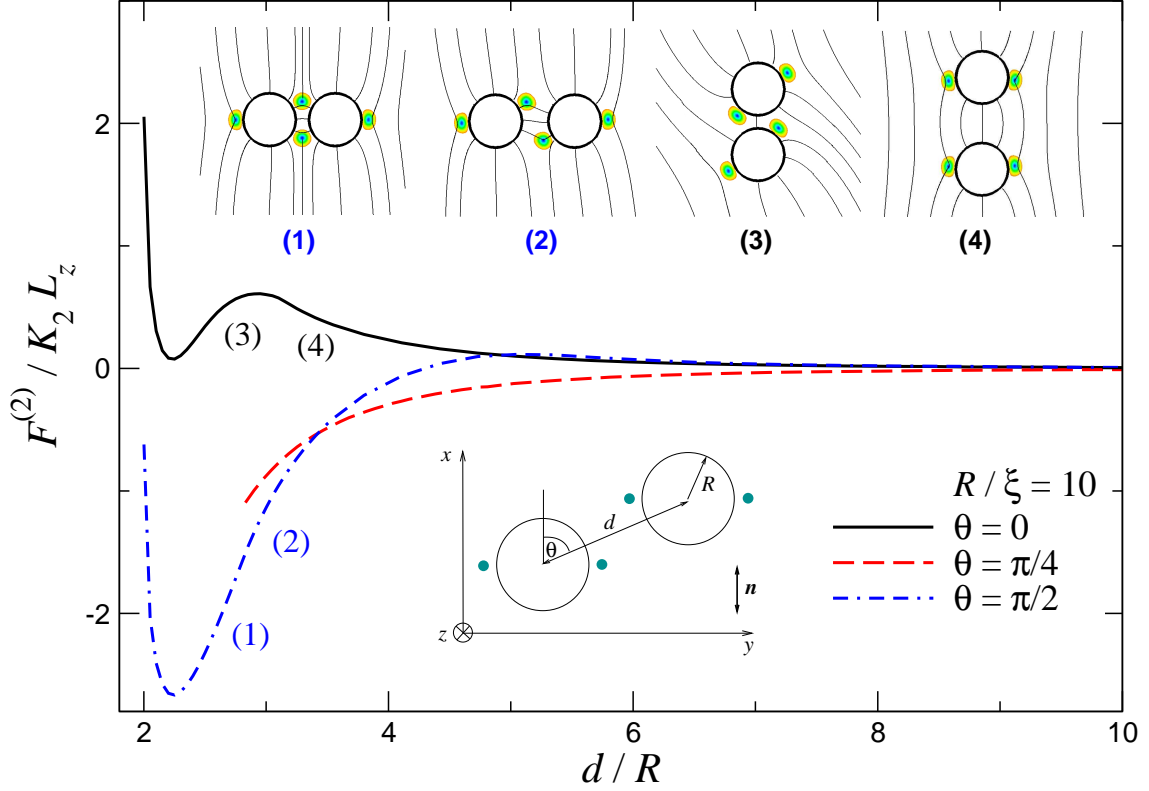 F^(2) / K_2 L_z
2
0
-2
(1)
(2)
(3)
(4)
(3)
(4)
(2)
(1)
x
y
z
d
R
θ
n
R / ξ = 10
θ = 0
θ = π/4
θ = π/2
2
4
6
8
10
d / R